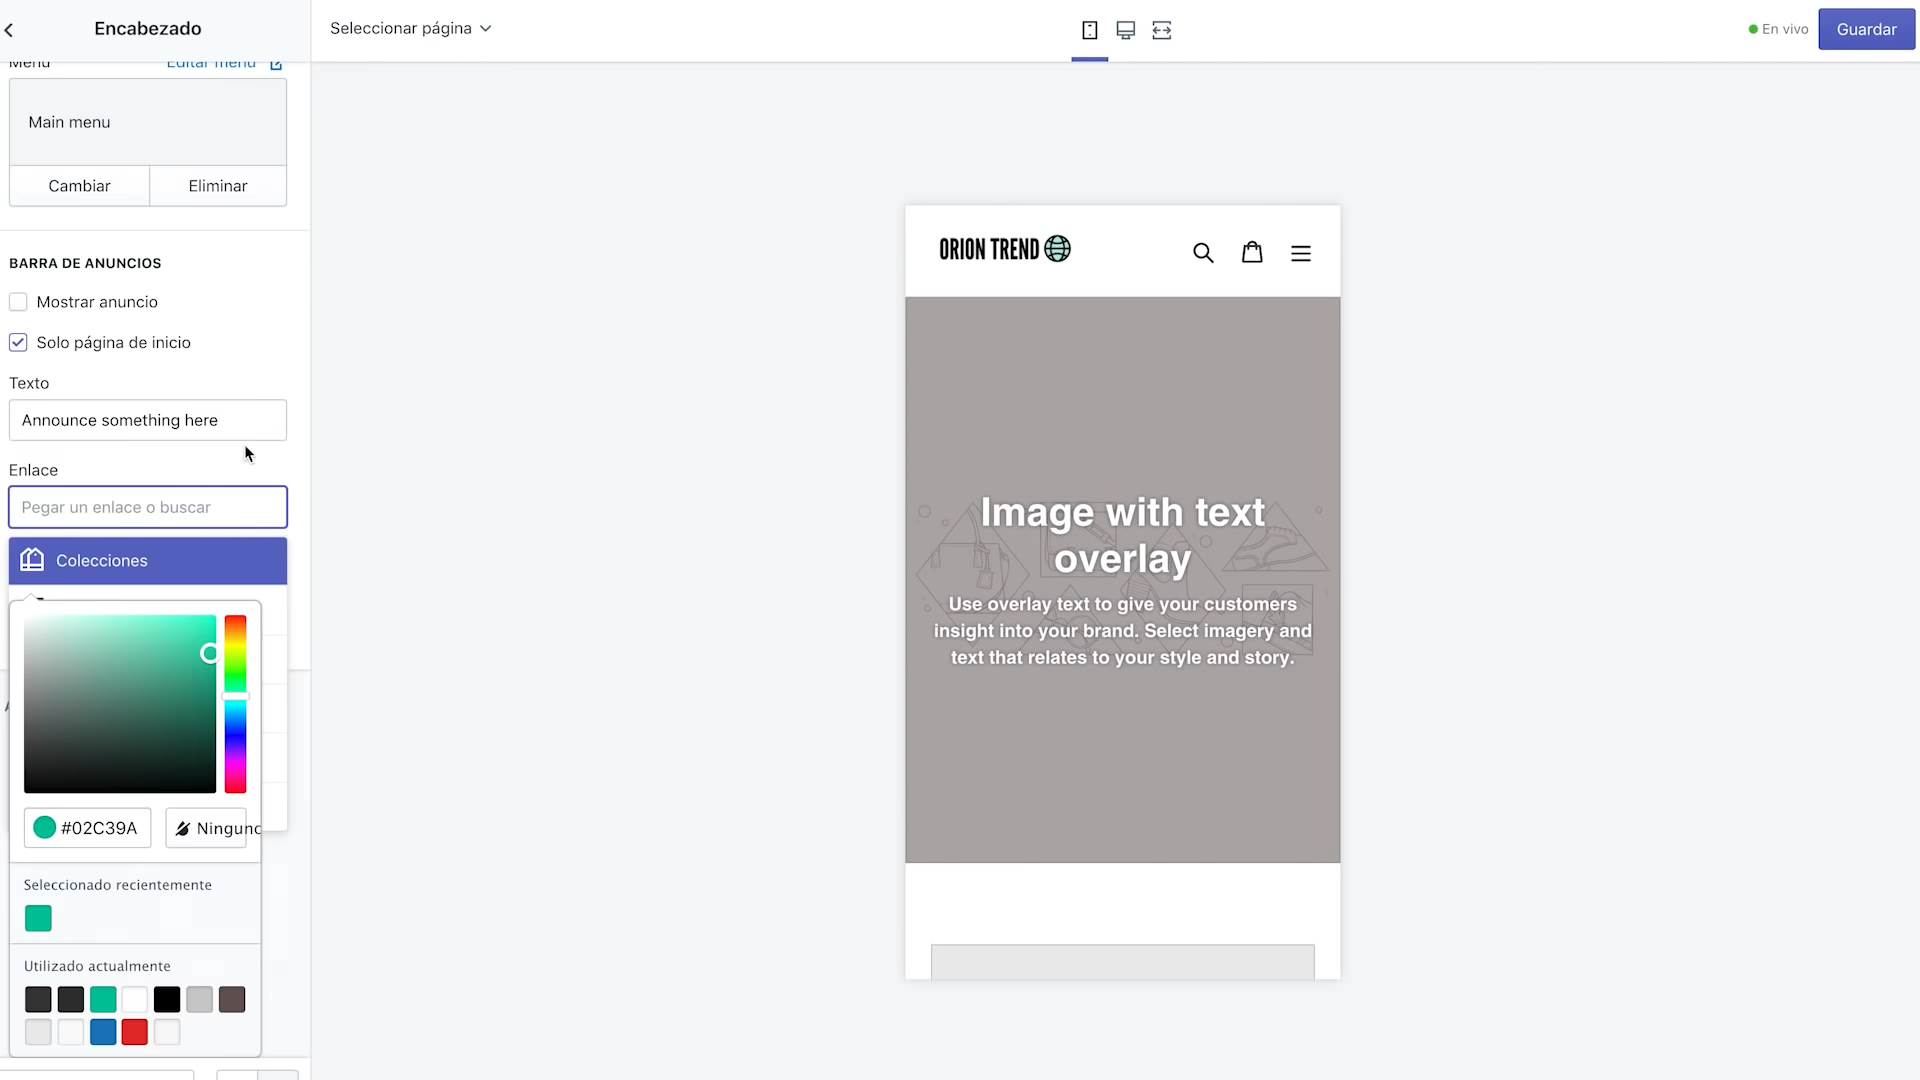 Encabezado
Seleccionar página
En vivo
Guardar
Menú
Editar menú
Main menu
Cambiar
Eliminar
BARRA DE ANUNCIOS
Mostrar anuncio
Solo página de inicio
Texto
Announce something here
Enlace
Pegar un enlace o buscar
Colecciones
#02C39A
Ninguno
Seleccionado recientemente
Utilizado actualmente
ORION TREND
Image with text
overlay
Use overlay text to give your customers
insight into your brand. Select imagery and
text that relates to your style and story.